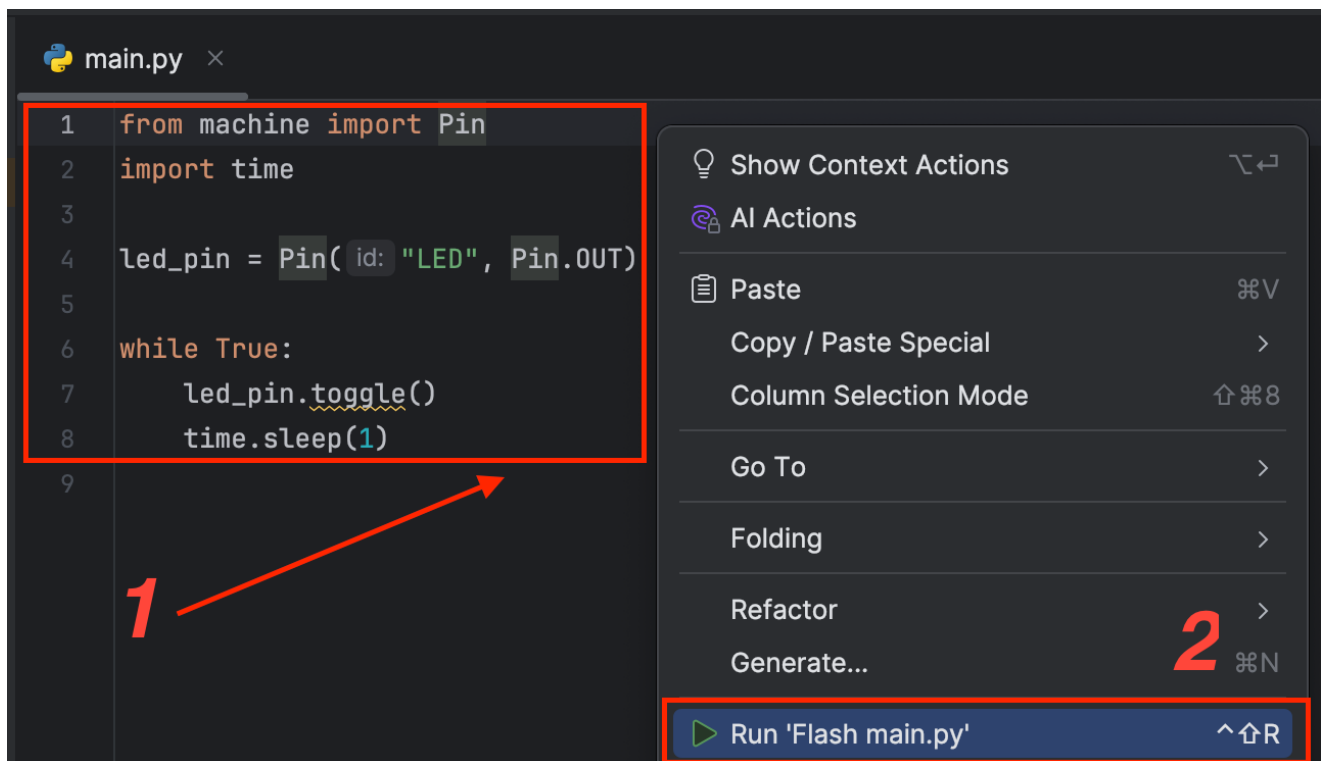 main.py ×
1 from machine import Pin
2 import time
3
4 led_pin = Pin( id: "LED", Pin.OUT)
5
6 while True:
7     led_pin.toggle()
8     time.sleep(1)
9
1
Show Context Actions ⌥⏎
AI Actions
Paste ⌘V
Copy / Paste Special >
Column Selection Mode ⇧⌘8
Go To >
Folding >
Refactor >
Generate... ⌘N
2
Run 'Flash main.py' ^⇧R